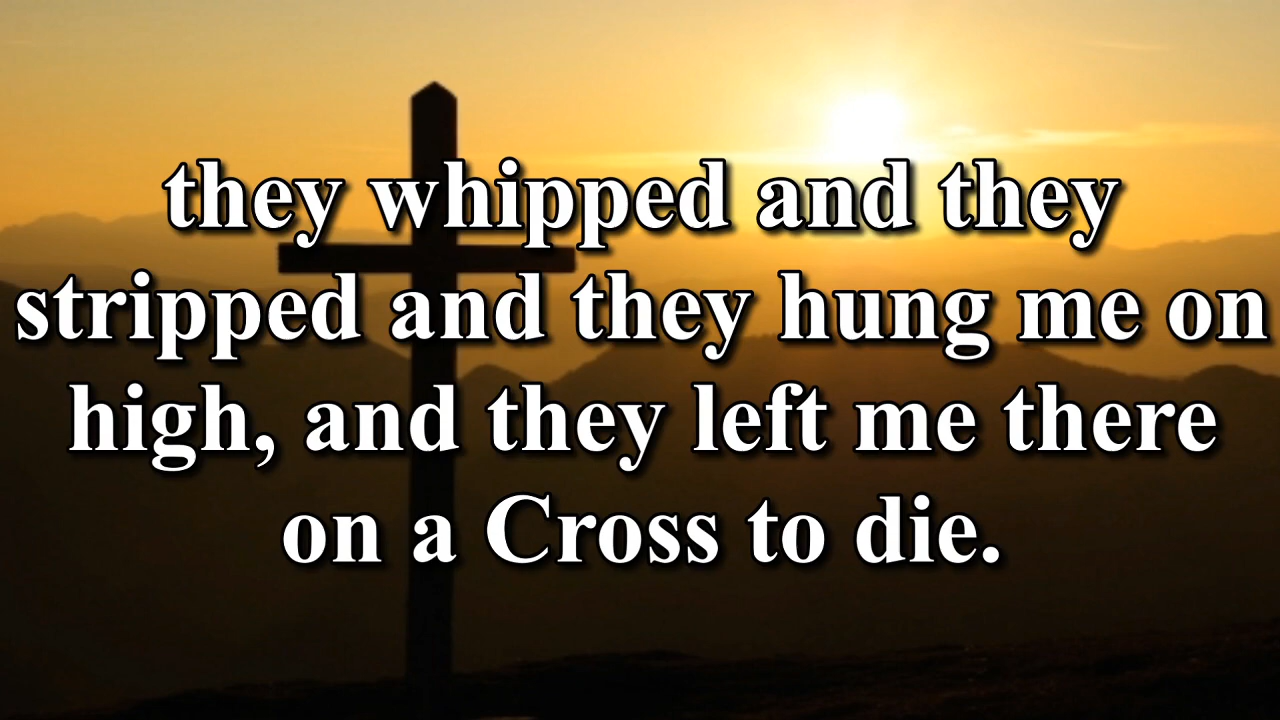 they whipped and they
stripped and they hung me on
high, and they left me there
on a Cross to die.